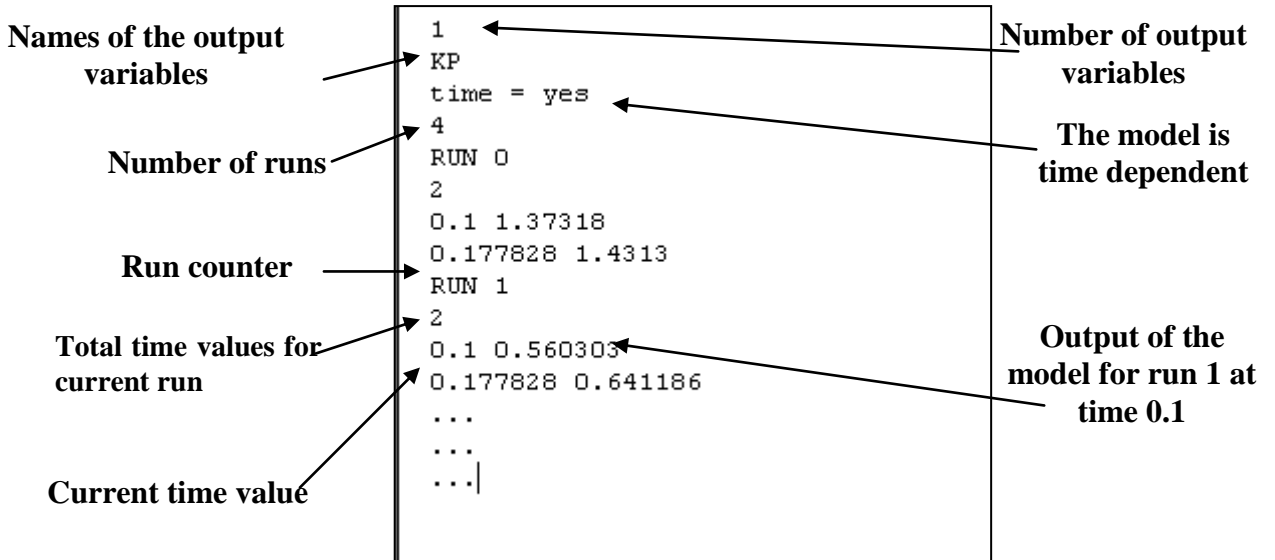 Names of the output
variables
Number of runs
Run counter
Total time values for
current run
Current time value
1
KP
time = yes
4
RUN 0
2
0.1 1.37318
0.177828 1.4313
RUN 1
2
0.1 0.560303
0.177828 0.641186
...
...
...
Number of output
variables
The model is
time dependent
Output of the
model for run 1 at
time 0.1